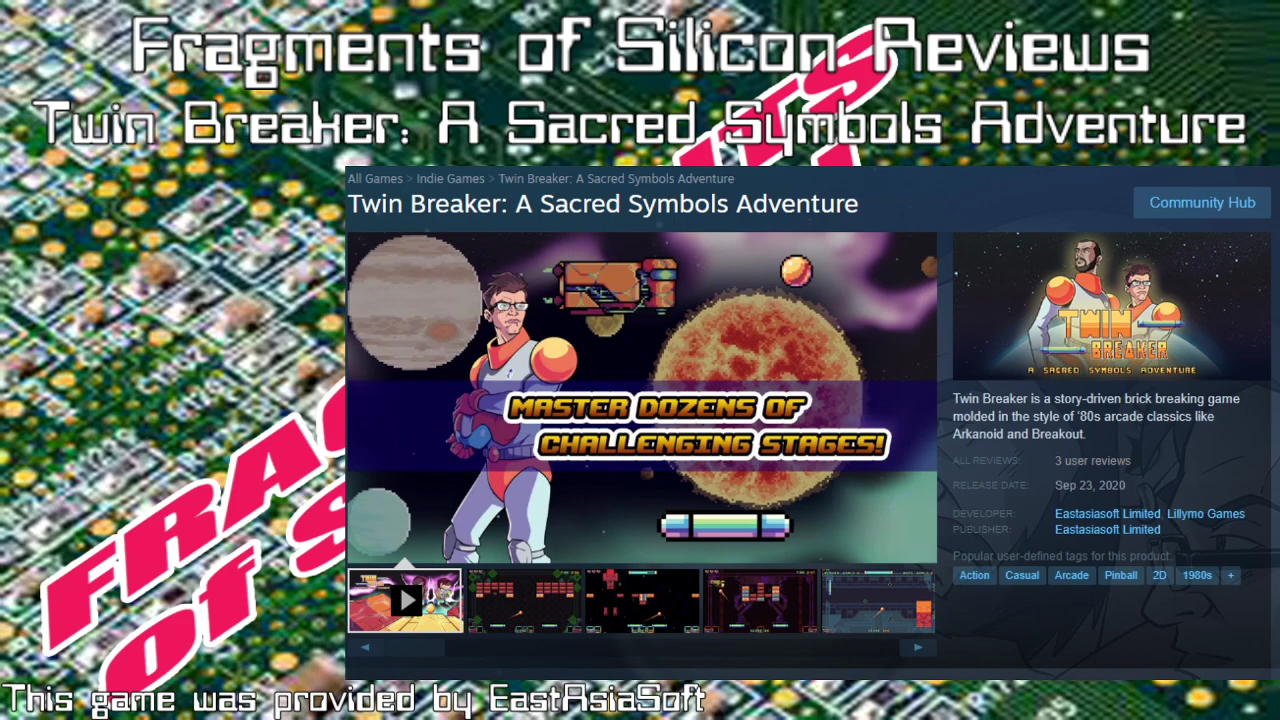 Fragments of Silicon Reviews
Twin Breaker: A Sacred Symbols Adventure
All Games > Indie Games > Twin Breaker: A Sacred Symbols Adventure
Twin Breaker: A Sacred Symbols Adventure
Community Hub
MASTER DOZENS OF
CHALLENGING STAGES!
TWIN
BREAKER
A SACRED SYMBOLS ADVENTURE
Twin Breaker is a story-driven brick breaking game
molded in the style of '80s arcade classics like
Arkanoid and Breakout.
ALL REVIEWS: 3 user reviews
RELEASE DATE: Sep 23, 2020
DEVELOPER: Eastasiasoft Limited, Lillymo Games
PUBLISHER: Eastasiasoft Limited
Popular user-defined tags for this product:
Action Casual Arcade Pinball 2D 1980s +
This game was provided by EastAsiaSoft